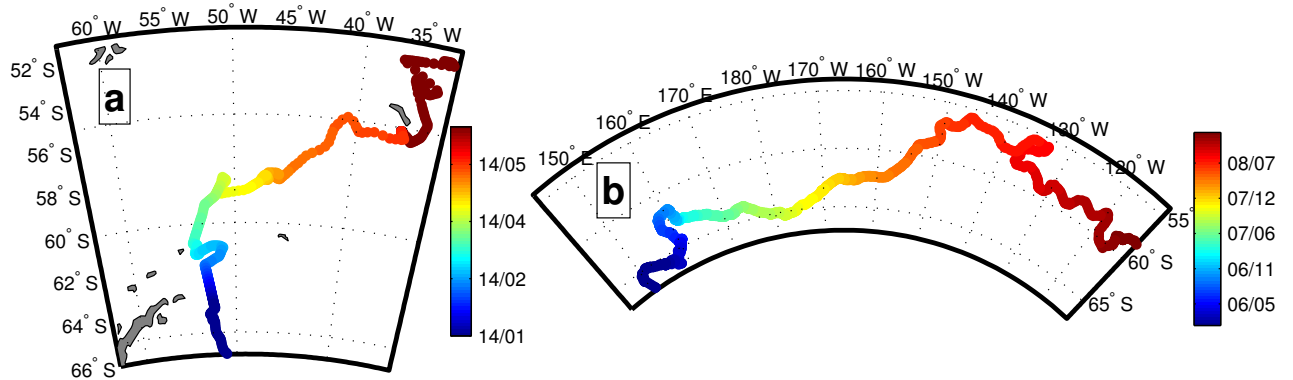 60° W
55° W
50° W
45° W
40° W
35° W
52° S
54° S
56° S
58° S
60° S
62° S
64° S
66° S
a
14/05
14/04
14/02
14/01
150° E
160° E
170° E
180° W
170° W
160° W
150° W
140° W
130° W
120° W
55°
60° S
65° S
b
08/07
07/12
07/06
06/11
06/05